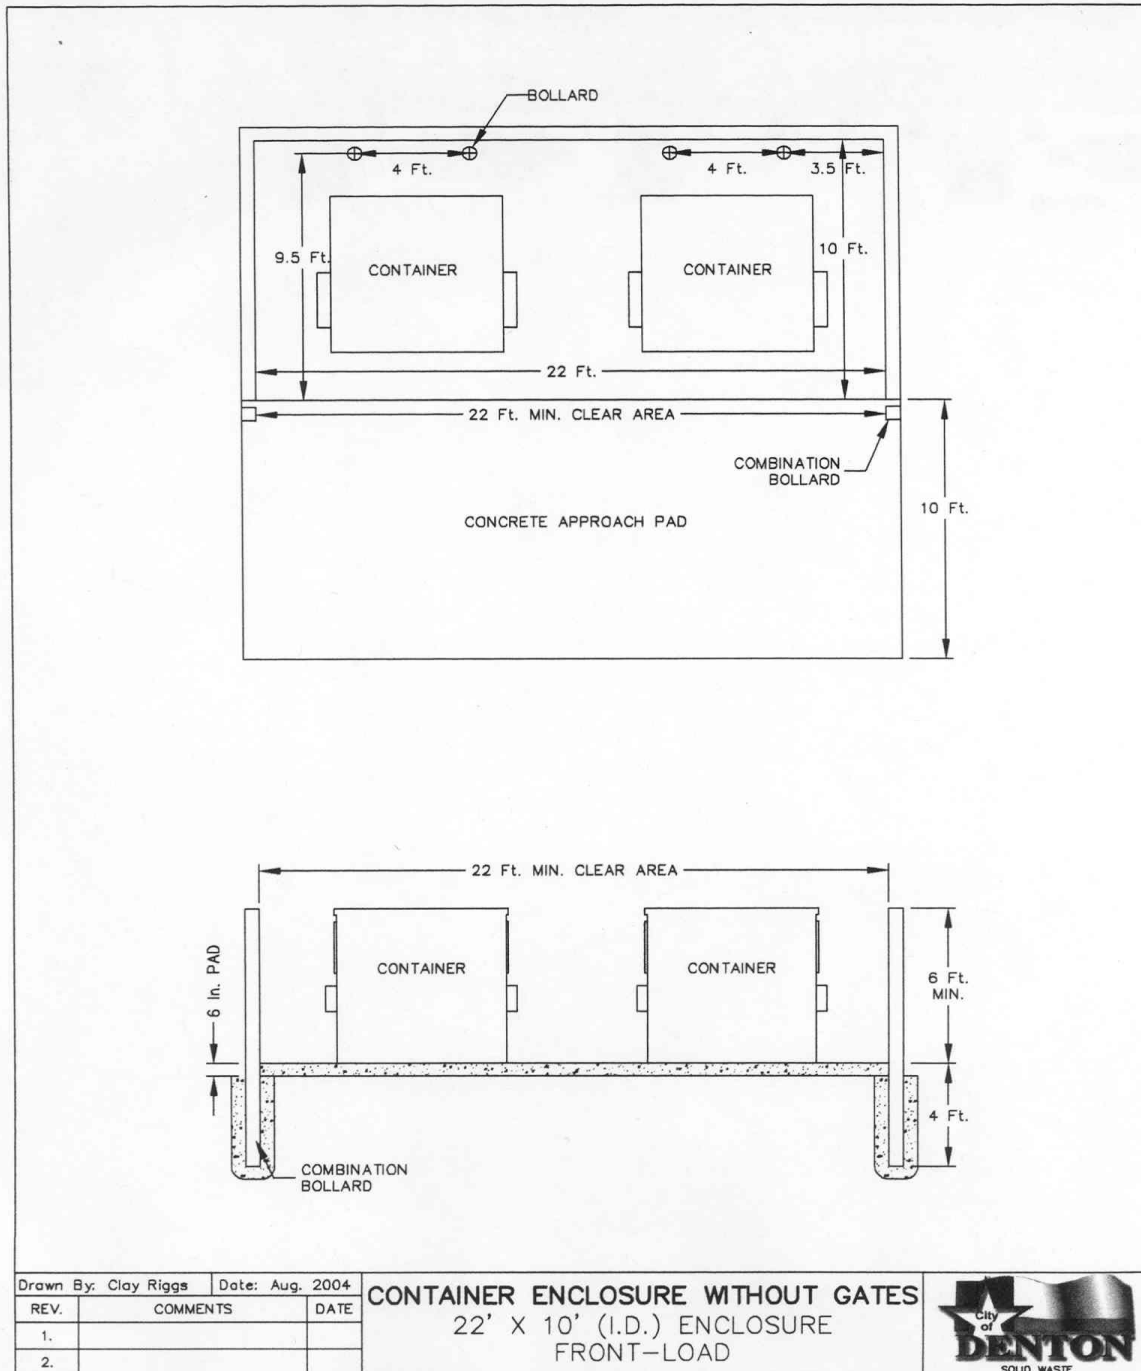 BOLLARD
4 Ft.
4 Ft.
3.5 Ft.
9.5 Ft.
CONTAINER
CONTAINER
10 Ft.
22 Ft.
22 Ft. MIN. CLEAR AREA
COMBINATION
BOLLARD
CONCRETE APPROACH PAD
10 Ft.
22 Ft. MIN. CLEAR AREA
6 In. PAD
CONTAINER
CONTAINER
6 Ft.
MIN.
4 Ft.
COMBINATION
BOLLARD
Drawn By: Clay Riggs Date: Aug. 2004
REV. COMMENTS DATE
1.
2.
CONTAINER ENCLOSURE WITHOUT GATES
22' X 10' (I.D.) ENCLOSURE
FRONT-LOAD
City
of
DENTON
SOLID WASTE